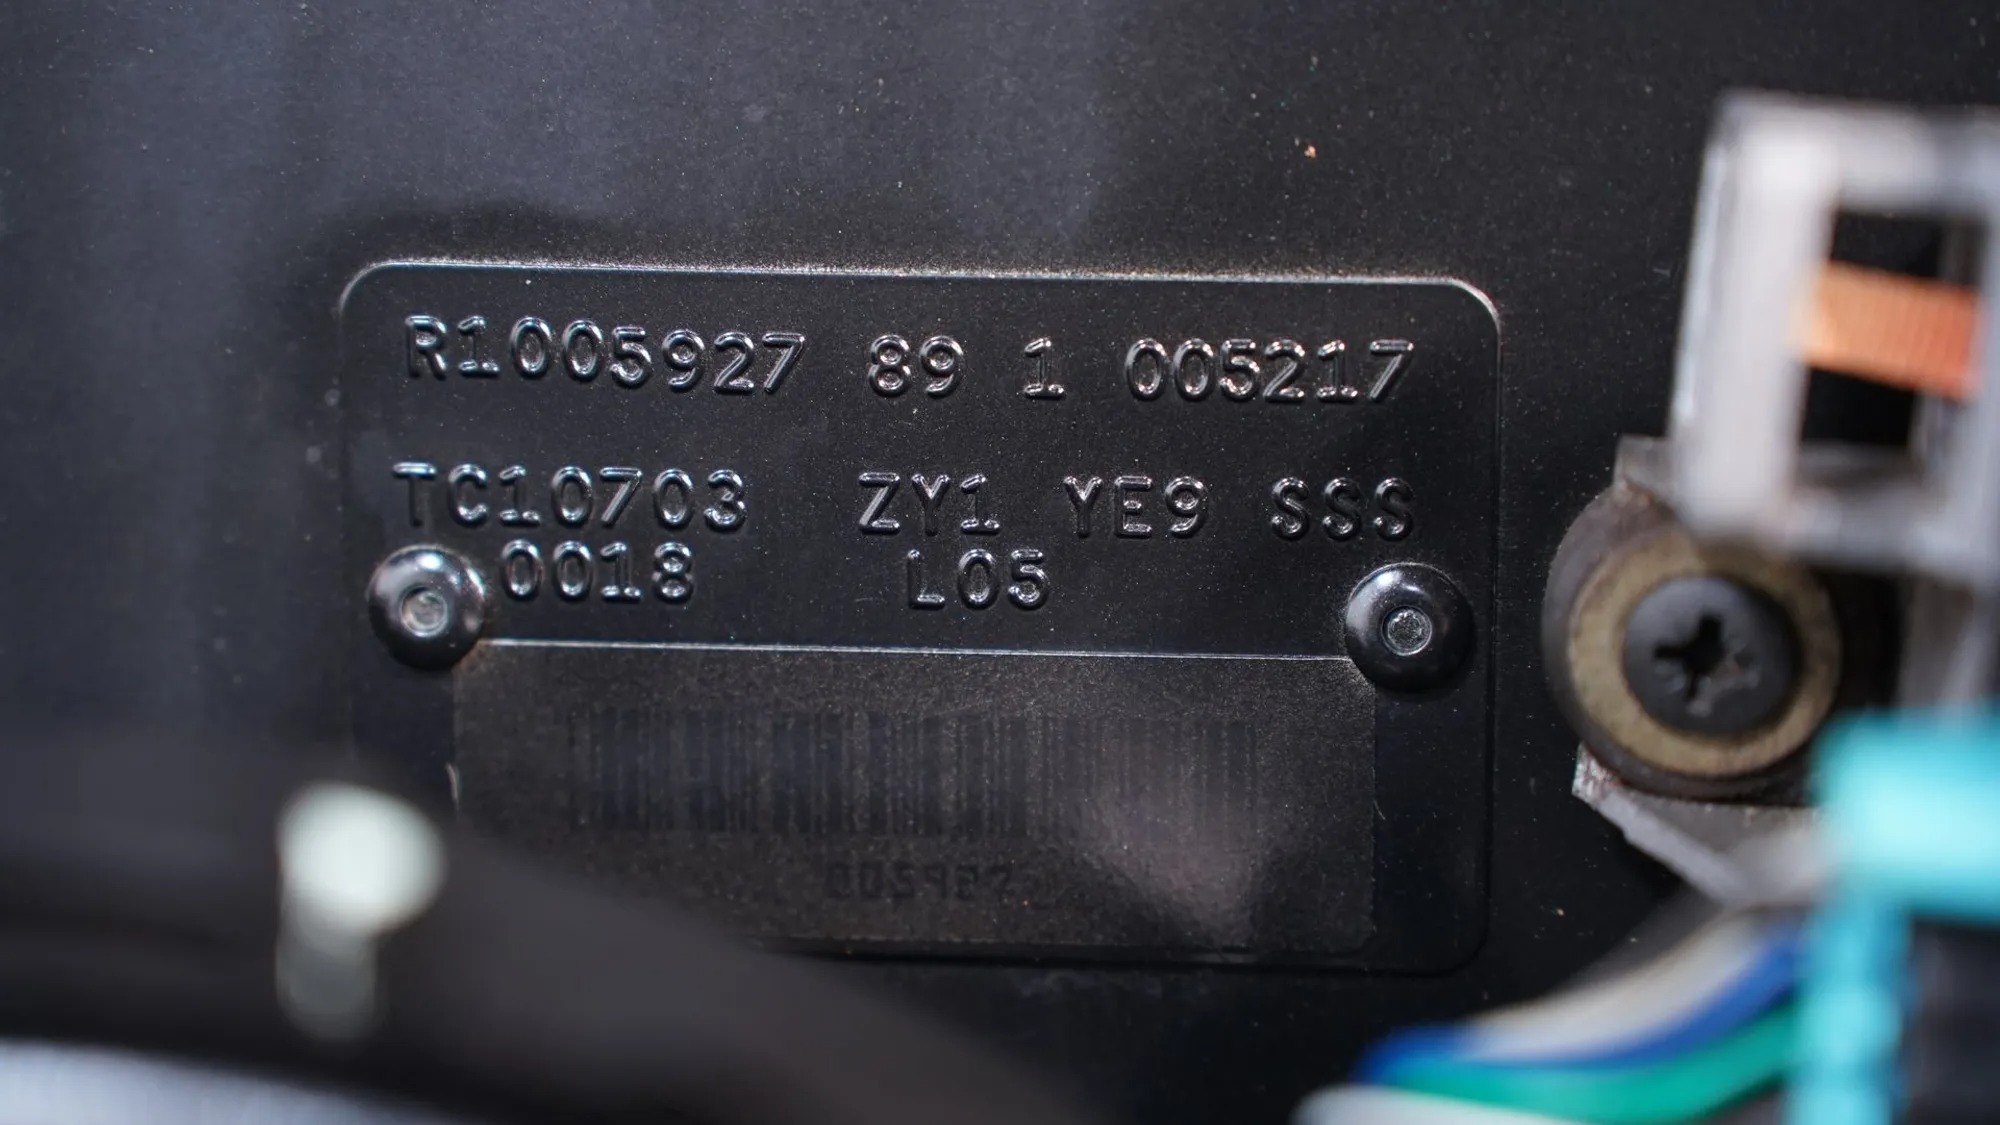 R1005927 89 1 005217
TC10703 ZY1 YE9 SSS
0018 L05